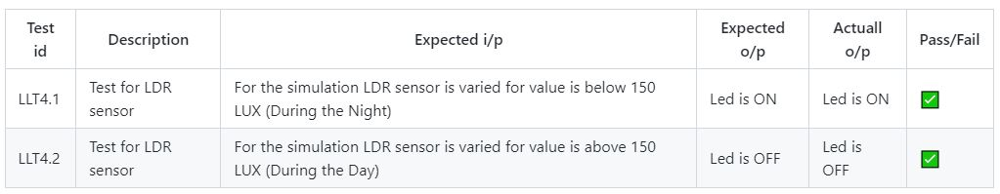 Test id Description Expected i/p Expected o/p Actuall o/p Pass/Fail
LLT4.1 Test for LDR sensor For the simulation LDR sensor is varied for value is below 150 LUX (During the Night) Led is ON Led is ON ✅
LLT4.2 Test for LDR sensor For the simulation LDR sensor is varied for value is above 150 LUX (During the Day) Led is OFF Led is OFF ✅